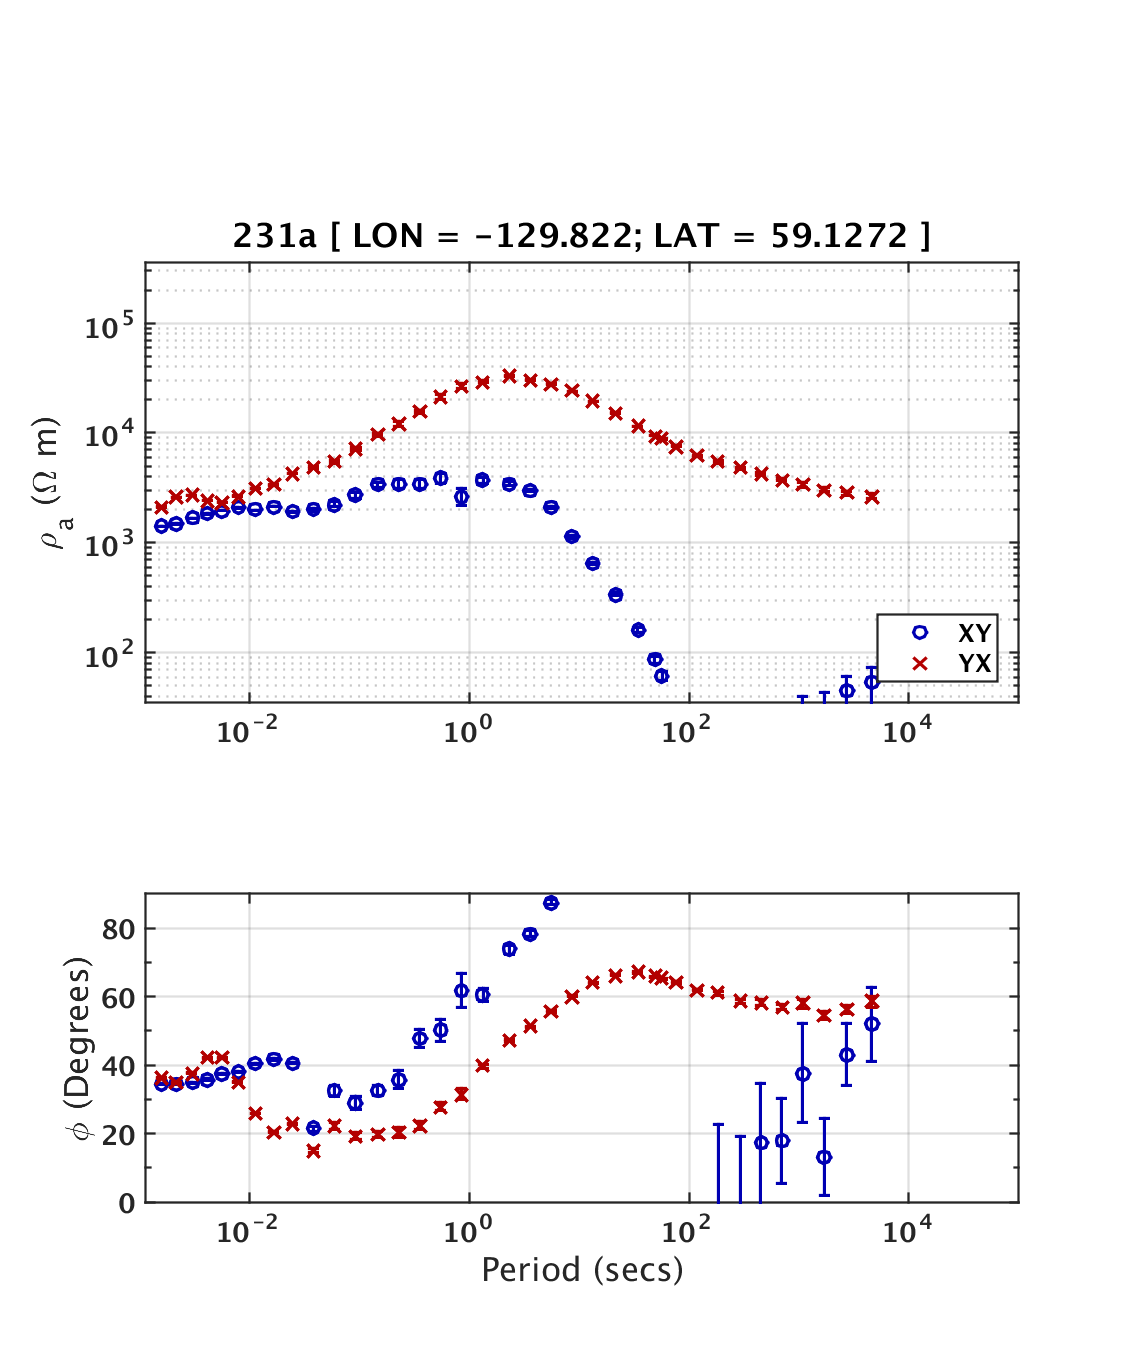 231a [ LON = -129.822; LAT = 59.1272 ]
ρa (Ω m)
10^5
10^4
10^3
10^2
XY
YX
10^-2 10^0 10^2 10^4
ϕ (Degrees)
80
60
40
20
0
10^-2 10^0 10^2 10^4
Period (secs)